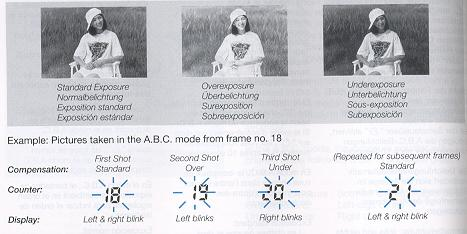 Standard Exposure
Normalbelichtung
Exposition standard
Exposición estándar
Overexposure
Überbelichtung
Surexposition
Sobreexposición
Underexposure
Unterbelichtung
Sous-exposition
Subexposición
Example: Pictures taken in the A.B.C. mode from frame no. 18
First Shot Second Shot Third Shot (Repeated for subsequent frames)
Compensation: Standard Over Under Standard
Counter: 18 19 20 21
Display: Left & right blink Left blinks Right blinks Left & right blink